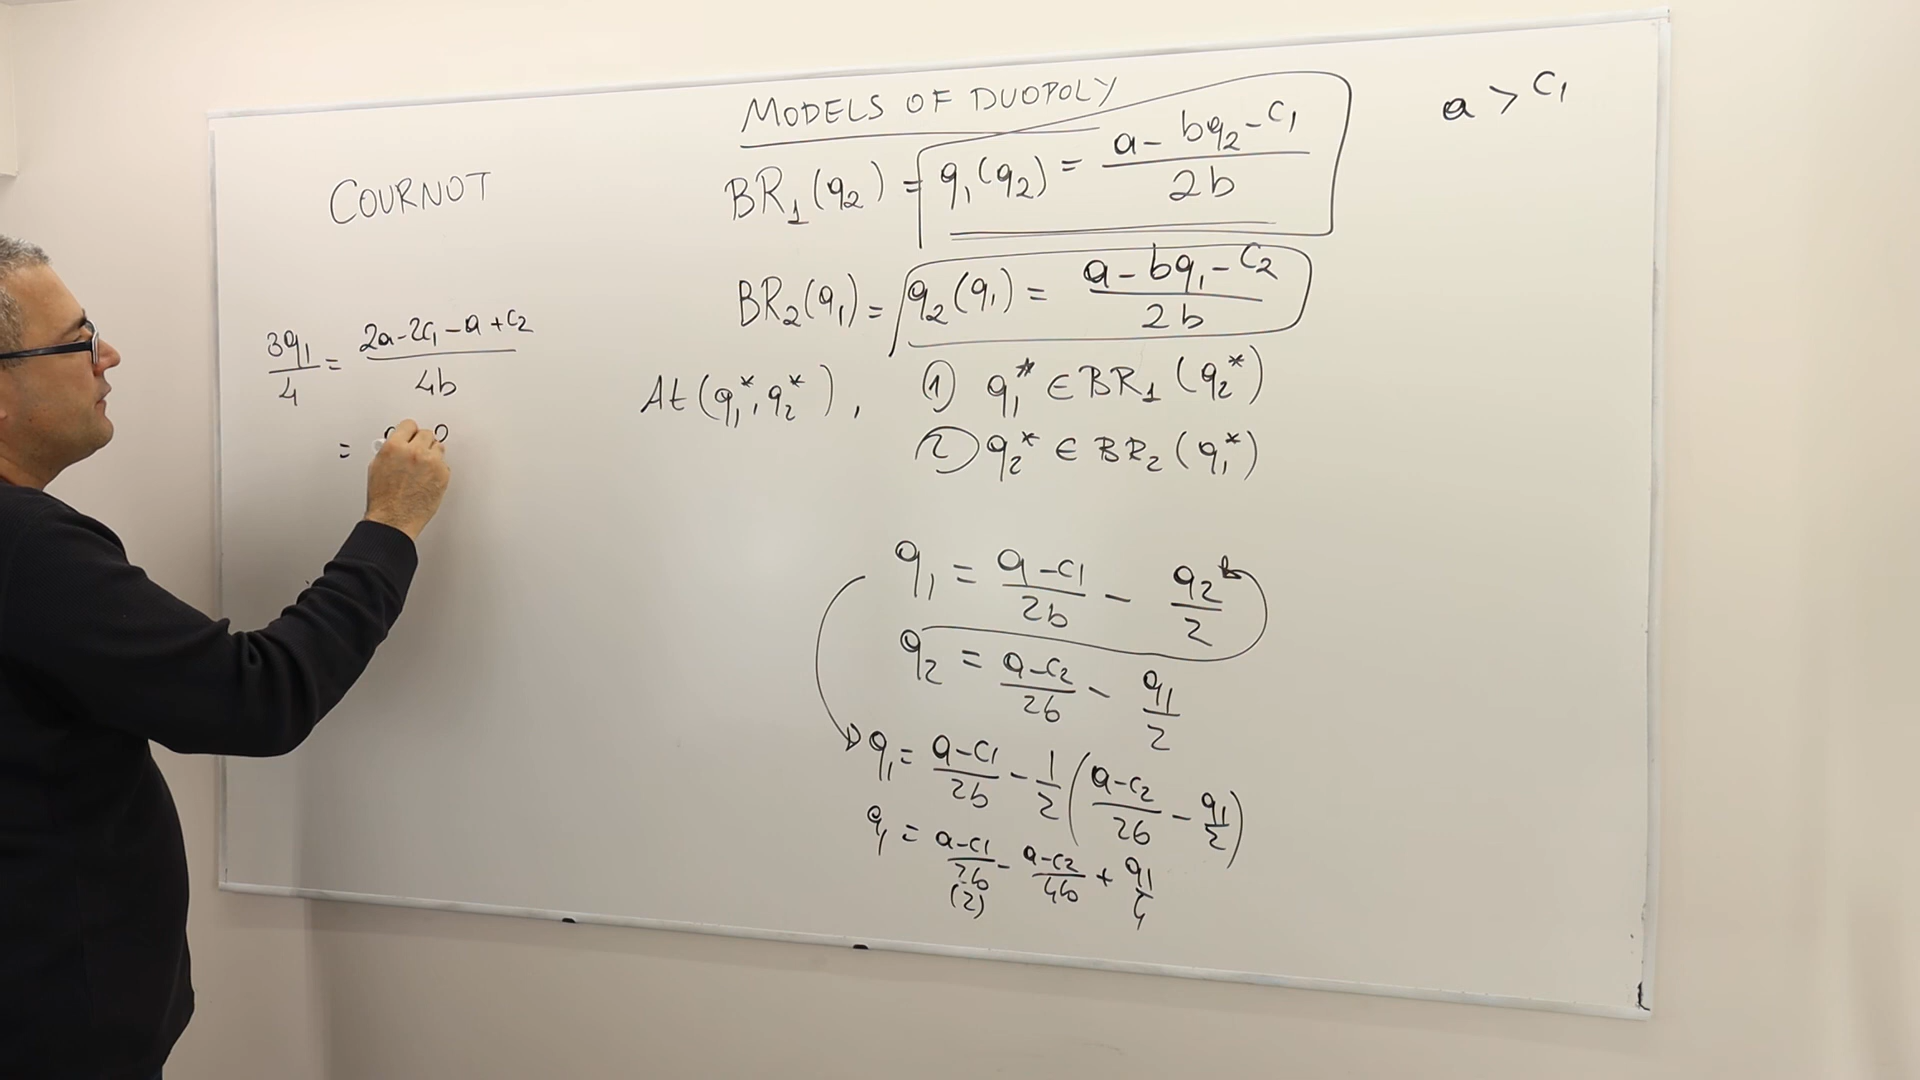 MODELS OF DUOPOLY
a > c₁
COURNOT
BR₁(q₂) = q₁(q₂) = (a - bq₂ - c₁)/2b
BR₂(q₁) = q₂(q₁) = (a - bq₁ - c₂)/2b
3q₁/4 = (2a - 2c₁ - a + c₂)/4b
=
At (q₁*, q₂*), ① q₁* ∈ BR₁(q₂*)
② q₂* ∈ BR₂(q₁*)
q₁ = (a - c₁)/2b - q₂/2
q₂ = (a - c₂)/2b - q₁/2
q₁ = (a - c₁)/2b - 1/2 ((a - c₂)/2b - q₁/2)
q₁ = (a - c₁)/2b - (a - c₂)/4b + q₁/4
(2)